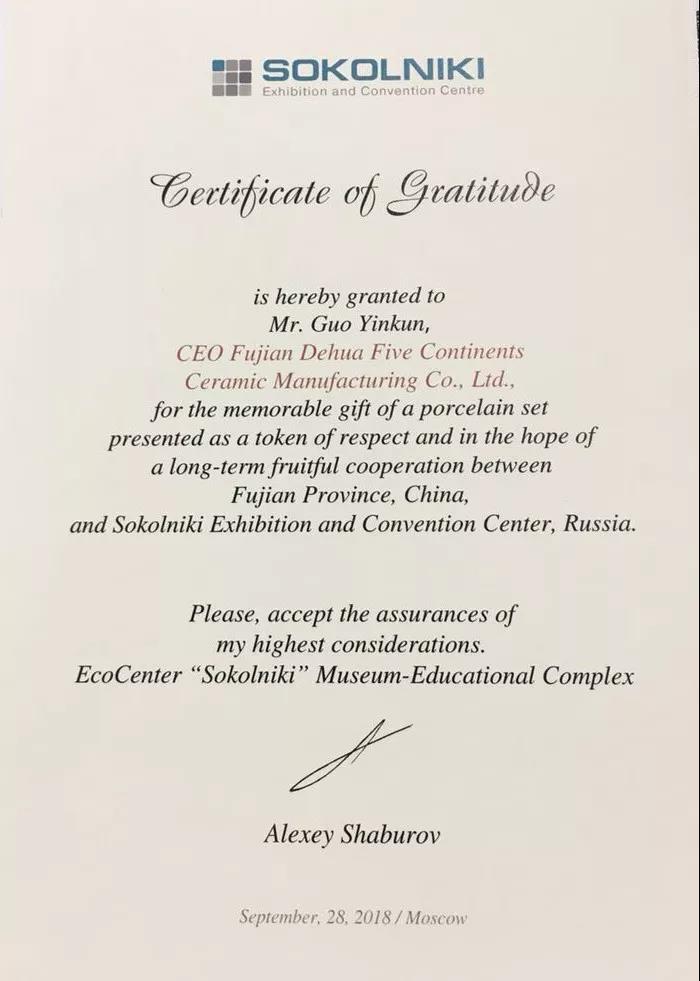 SOKOLNIKI
Exhibition and Convention Centre
Certificate of Gratitude
is hereby granted to
Mr. Guo Yinkun,
CEO Fujian Dehua Five Continents
Ceramic Manufacturing Co., Ltd.,
for the memorable gift of a porcelain set
presented as a token of respect and in the hope of
a long-term fruitful cooperation between
Fujian Province, China,
and Sokolniki Exhibition and Convention Center, Russia.
Please, accept the assurances of
my highest considerations.
EcoCenter “Sokolniki” Museum-Educational Complex
Alexey Shaburov
September, 28, 2018 / Moscow